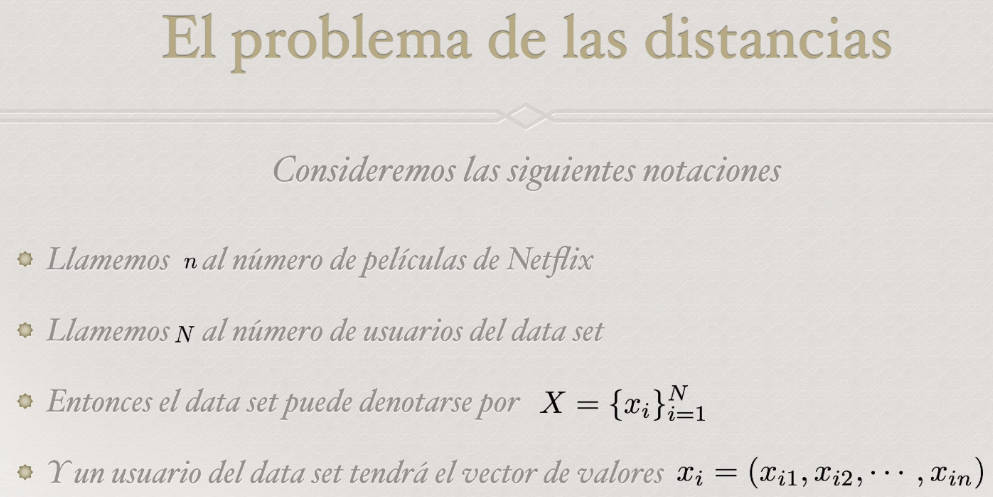 El problema de las distancias
Consideremos las siguientes notaciones
Llamemos n al número de películas de Netflix
Llamemos N al número de usuarios del data set
Entonces el data set puede denotarse por X = {x_i}_{i=1}^N
Y un usuario del data set tendrá el vector de valores x_i = (x_{i1}, x_{i2}, ⋯ , x_{in})